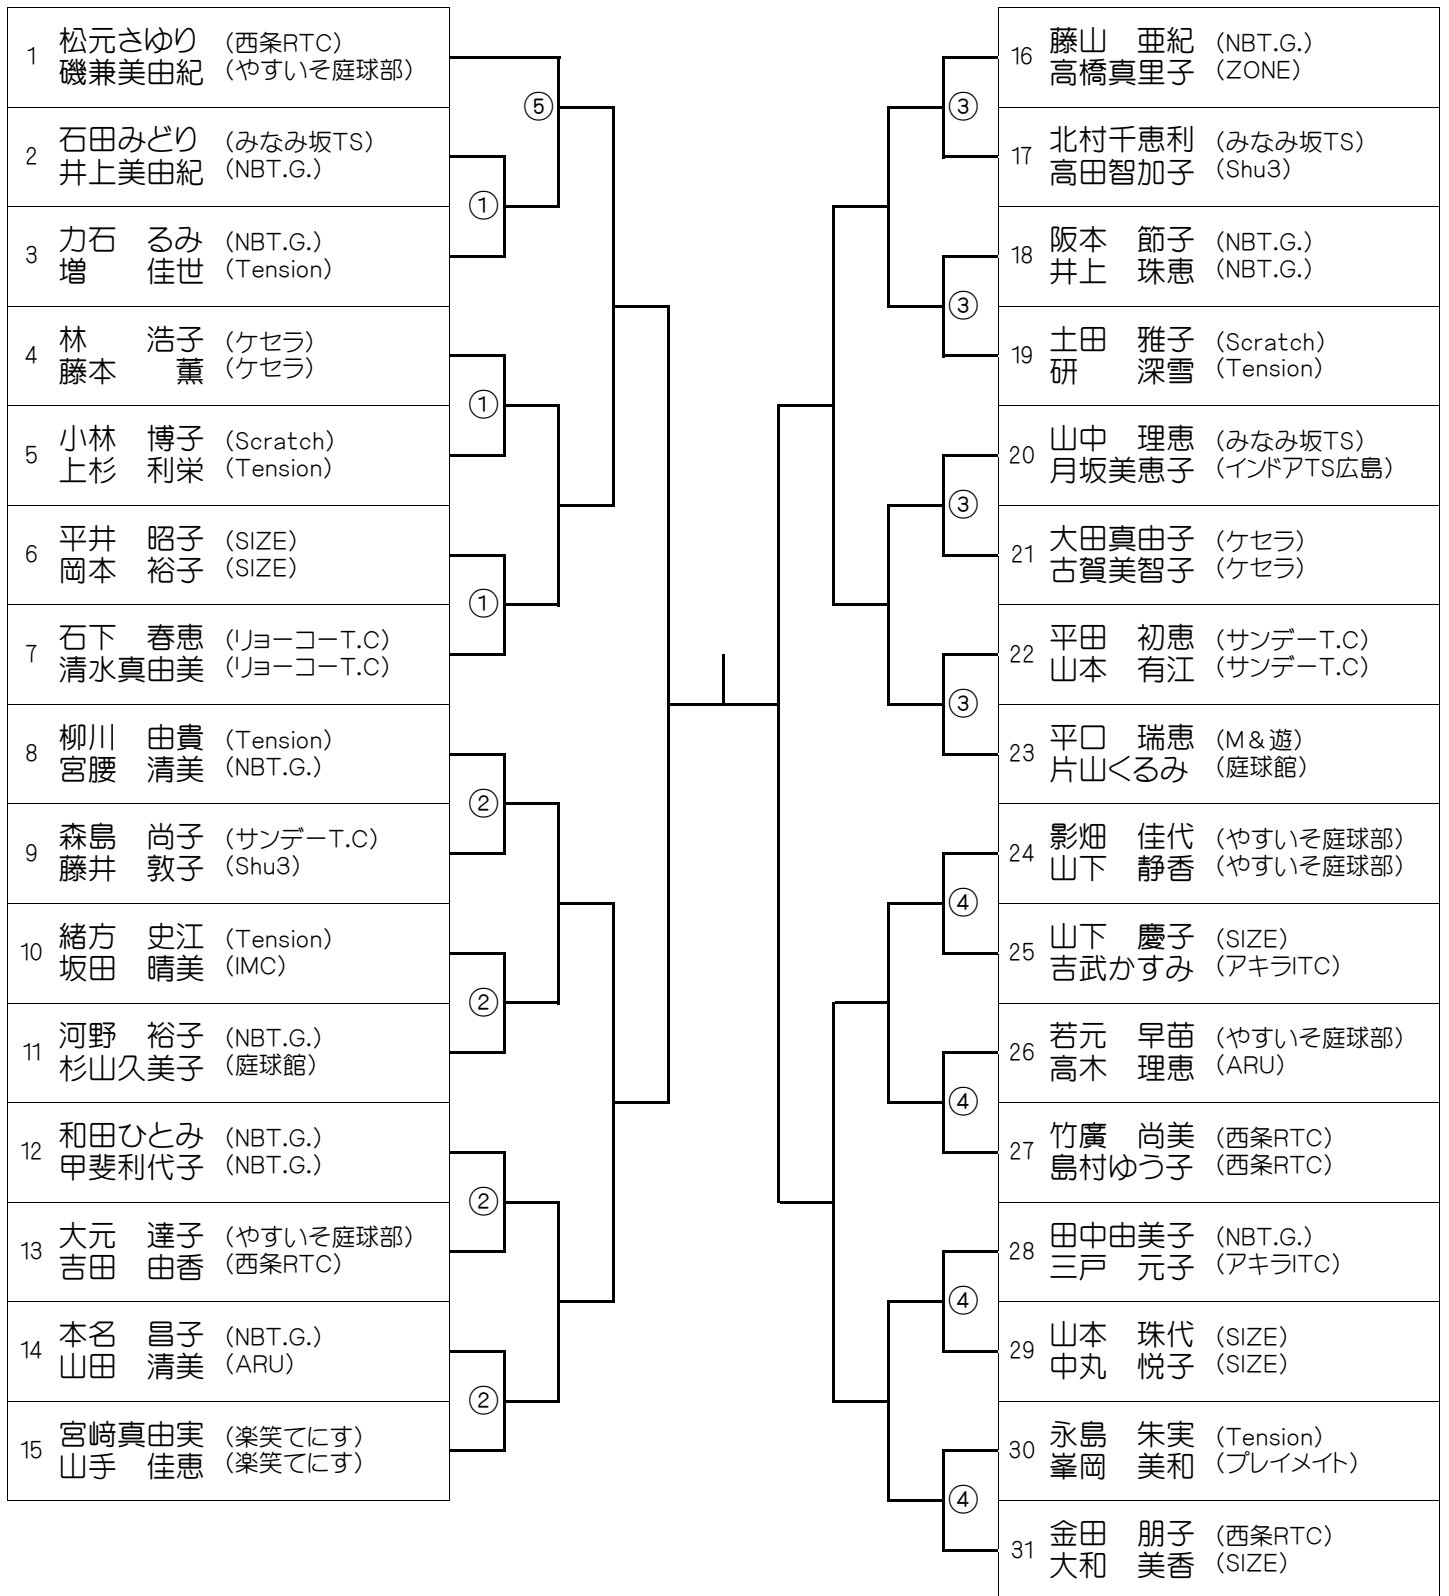 1 松元さゆり (西条RTC)
磯兼美由紀 (やすいそ庭球部)
⑤
2 石田みどり (みなみ坂TS)
井上美由紀 (NBT.G.)
①
3 力石 るみ (NBT.G.)
増 佳世 (Tension)
4 林 浩子 (ケセラ)
藤本 薫 (ケセラ)
①
5 小林 博子 (Scratch)
上杉 利栄 (Tension)
6 平井 昭子 (SIZE)
岡本 裕子 (SIZE)
①
7 石下 春恵 (リョーコーT.C)
清水真由美 (リョーコーT.C)
8 柳川 由貴 (Tension)
宮腰 清美 (NBT.G.)
②
9 森島 尚子 (サンデーT.C)
藤井 敦子 (Shu3)
10 緒方 史江 (Tension)
坂田 晴美 (IMC)
②
11 河野 裕子 (NBT.G.)
杉山久美子 (庭球館)
12 和田ひとみ (NBT.G.)
甲斐利代子 (NBT.G.)
②
13 大元 達子 (やすいそ庭球部)
吉田 由香 (西条RTC)
14 本名 昌子 (NBT.G.)
山田 清美 (ARU)
②
15 宮﨑真由実 (楽笑てにす)
山手 佳恵 (楽笑てにす)
16 藤山 亜紀 (NBT.G.)
高橋真里子 (ZONE)
③
17 北村千恵利 (みなみ坂TS)
高田智加子 (Shu3)
18 阪本 節子 (NBT.G.)
井上 珠恵 (NBT.G.)
③
19 土田 雅子 (Scratch)
研 深雪 (Tension)
20 山中 理恵 (みなみ坂TS)
月坂美恵子 (インドアTS広島)
③
21 大田真由子 (ケセラ)
古賀美智子 (ケセラ)
22 平田 初恵 (サンデーT.C)
山本 有江 (サンデーT.C)
③
23 平口 瑞恵 (M&遊)
片山くるみ (庭球館)
24 影畑 佳代 (やすいそ庭球部)
山下 静香 (やすいそ庭球部)
④
25 山下 慶子 (SIZE)
吉武かすみ (アキラITC)
26 若元 早苗 (やすいそ庭球部)
高木 理恵 (ARU)
④
27 竹廣 尚美 (西条RTC)
島村ゆう子 (西条RTC)
28 田中由美子 (NBT.G.)
三戸 元子 (アキラITC)
④
29 山本 珠代 (SIZE)
中丸 悦子 (SIZE)
30 永島 朱実 (Tension)
峯岡 美和 (プレイメイト)
④
31 金田 朋子 (西条RTC)
大和 美香 (SIZE)